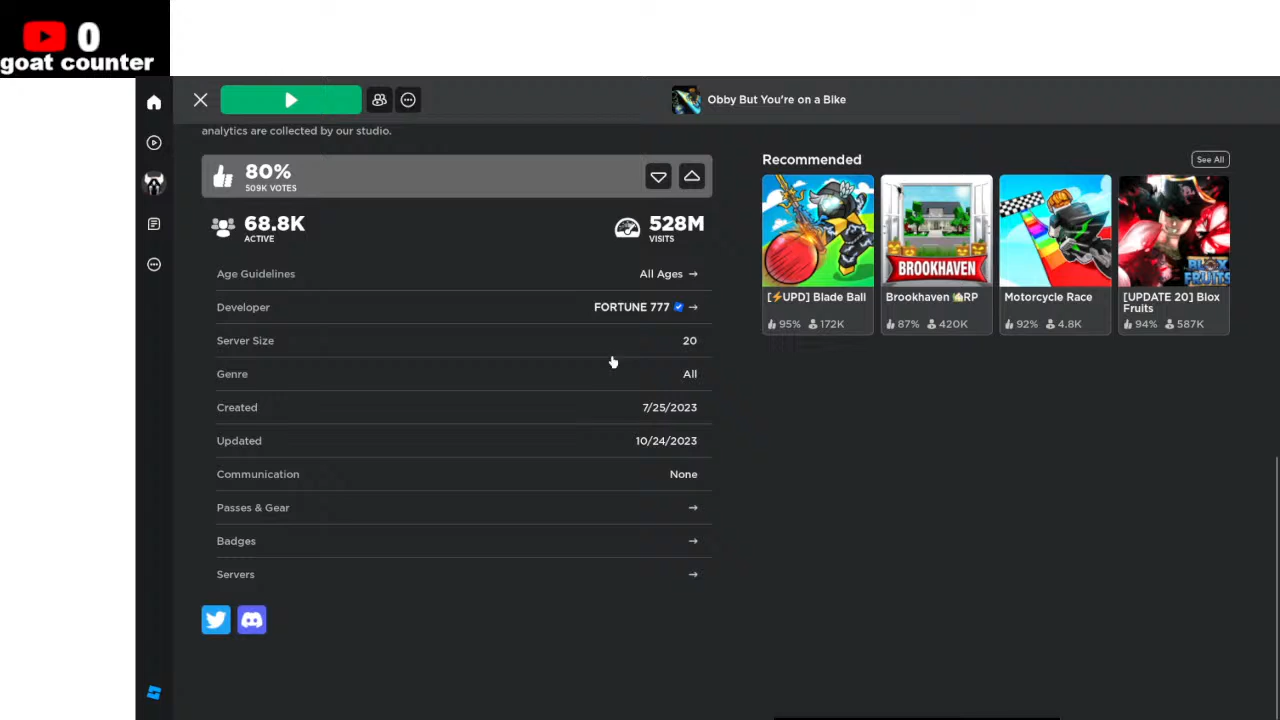 0
goat counter
Obby But You're on a Bike
analytics are collected by our studio.
80%
509K VOTES
68.8K
ACTIVE
528M
VISITS
Age Guidelines
All Ages →
Developer
FORTUNE 777 →
Server Size
20
Genre
All
Created
7/25/2023
Updated
10/24/2023
Communication
None
Passes & Gear
→
Badges
→
Servers
→
Recommended
See All
BROOKHAVEN
BLOX
FRUITS
[⚡UPD] Blade Ball
95% 172K
Brookhaven 🏡RP
87% 420K
Motorcycle Race
92% 4.8K
[UPDATE 20] Blox
Fruits
94% 587K